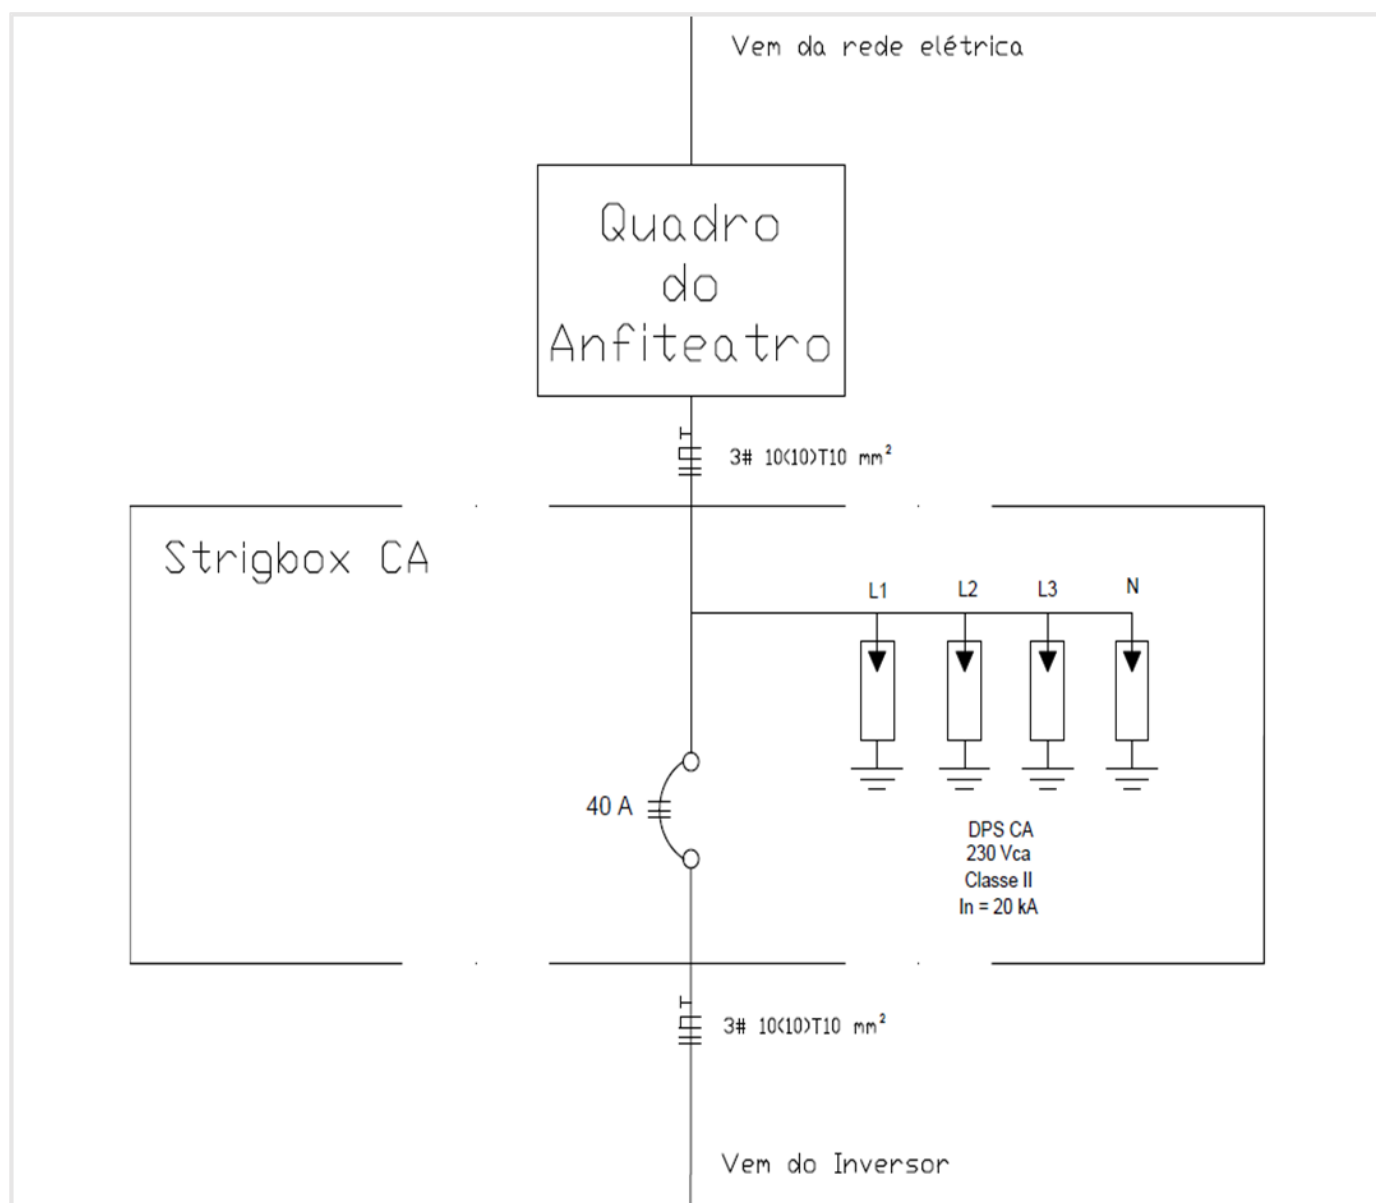 Vem da rede elétrica
Quadro
do
Anfiteatro
3# 10(10)T10 mm²
Strigbox CA
L1 L2 L3 N
40 A
DPS CA
230 Vca
Classe II
In = 20 kA
3# 10(10)T10 mm²
Vem do Inversor